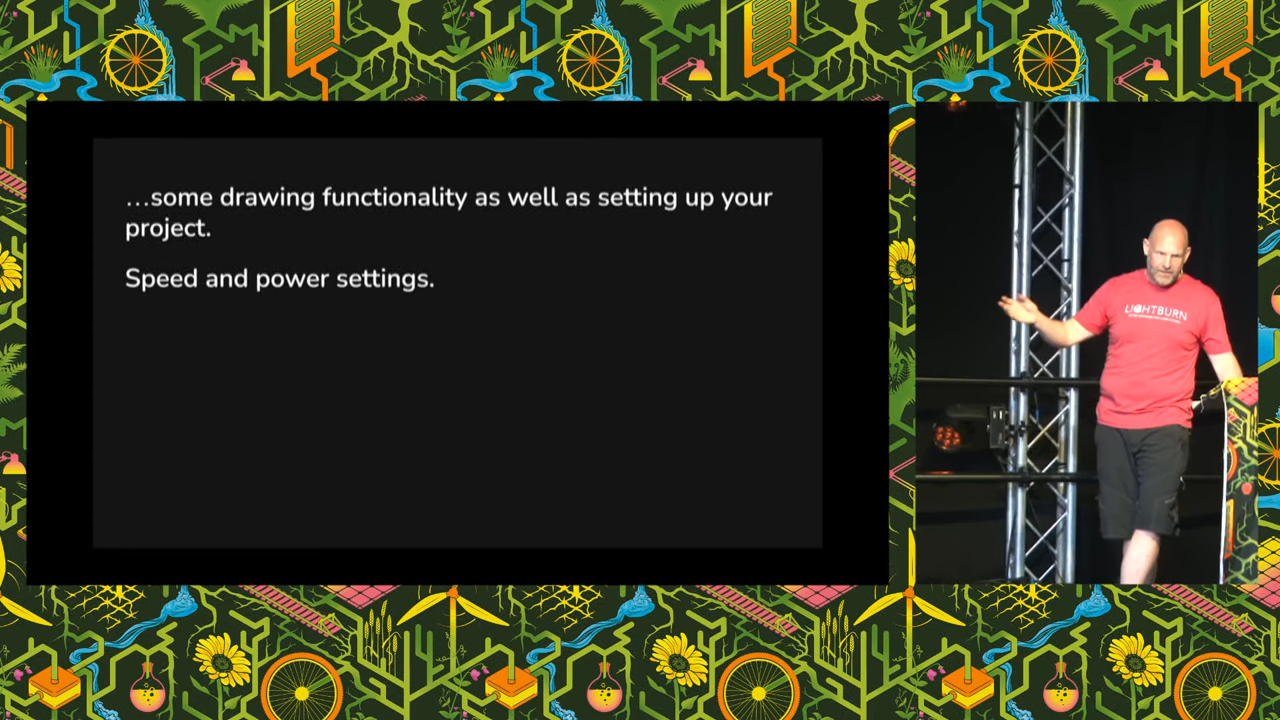 …some drawing functionality as well as setting up your
project.
Speed and power settings.
LIGHTBURN